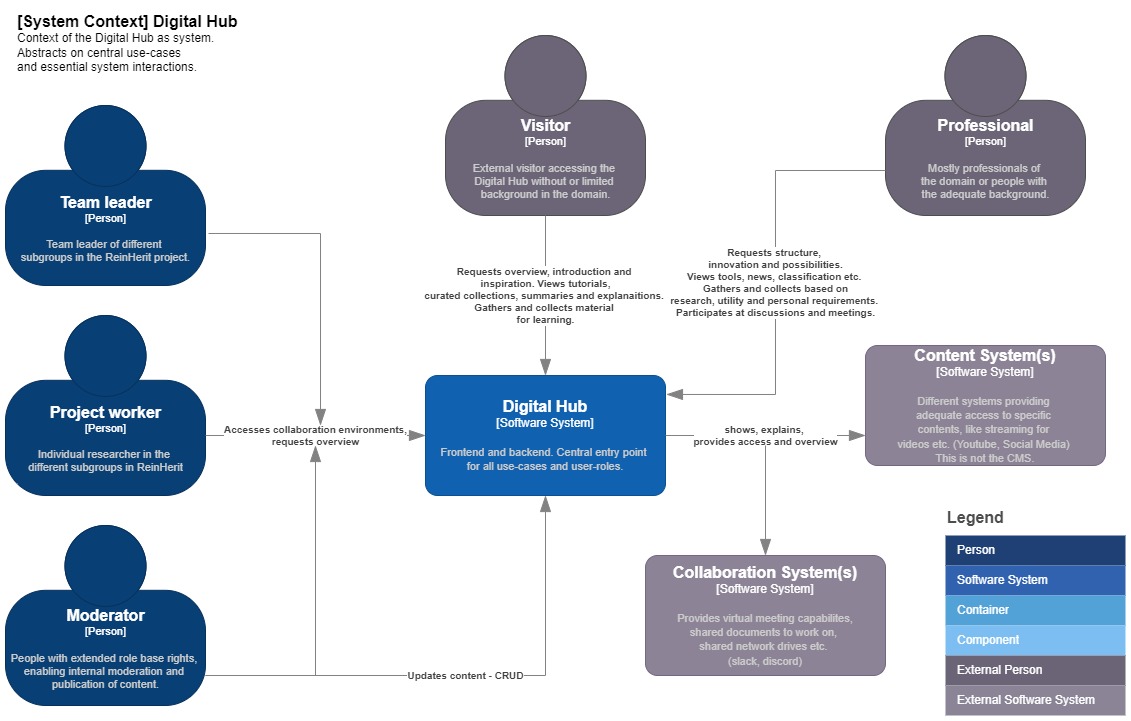 [System Context] Digital Hub
Context of the Digital Hub as system.
Abstracts on central use-cases
and essential system interactions.
Visitor
[Person]
External visitor accessing the
Digital Hub without or limited
background in the domain.
Professional
[Person]
Mostly professionals of
the domain or people with
the adequate background.
Team leader
[Person]
Team leader of different
subgroups in the ReinHerit project.
Requests overview, introduction and
inspiration. Views tutorials,
curated collections, summaries and explanaitions.
Gathers and collects material
for learning.
Requests structure,
innovation and possibilities.
Views tools, news, classification etc.
Gathers and collects based on
research, utility and personal requirements.
Participates at discussions and meetings.
Project worker
[Person]
Individual researcher in the
different subgroups in ReinHerit
Accesses collaboration environments,
requests overview
Digital Hub
[Software System]
Frontend and backend. Central entry point
for all use-cases and user-roles.
shows, explains,
provides access and overview
Content System(s)
[Software System]
Different systems providing
adequate access to specific
contents, like streaming for
videos etc. (Youtube, Social Media)
This is not the CMS.
Moderator
[Person]
People with extended role base rights,
enabling internal moderation and
publication of content.
Updates content - CRUD
Collaboration System(s)
[Software System]
Provides virtual meeting capabilites,
shared documents to work on,
shared network drives etc.
(slack, discord)
Legend
Person
Software System
Container
Component
External Person
External Software System